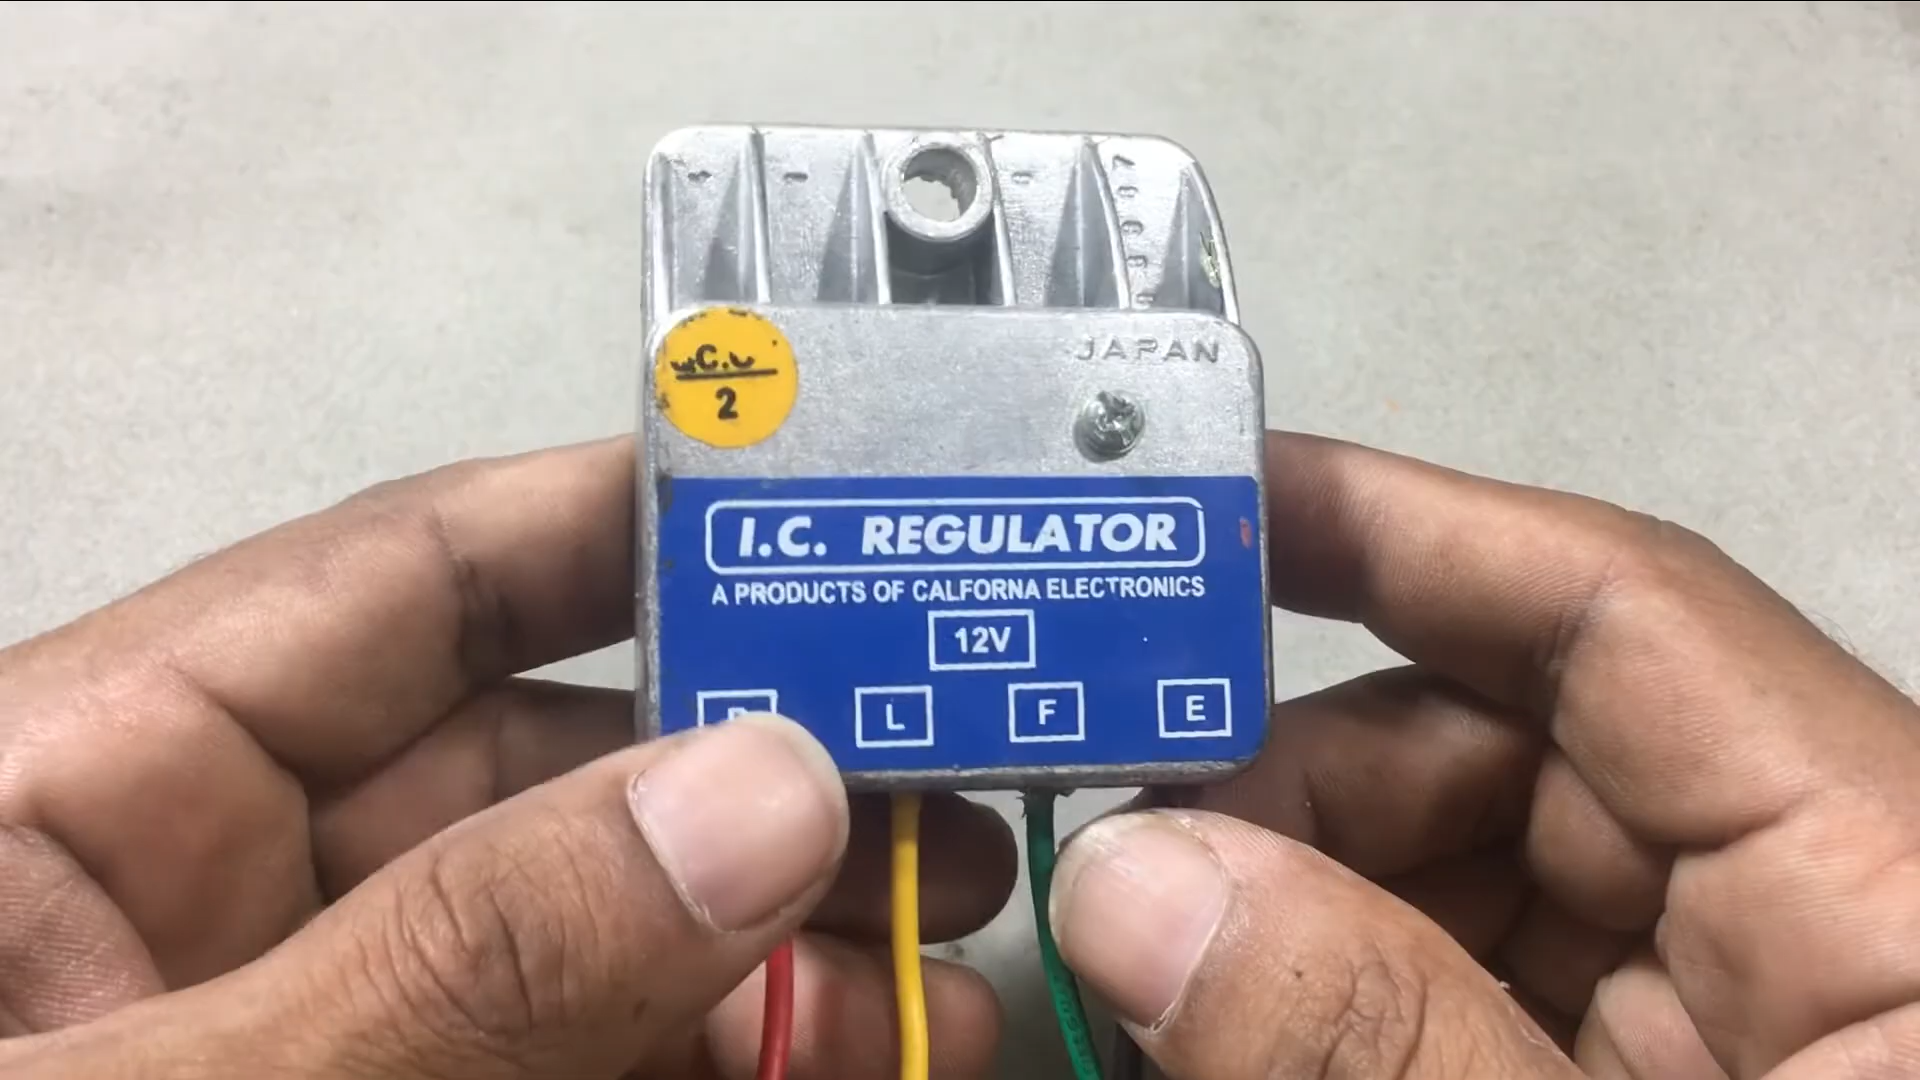 JAPAN
2
I.C. REGULATOR
A PRODUCTS OF CALFORNA ELECTRONICS
12V
L F E